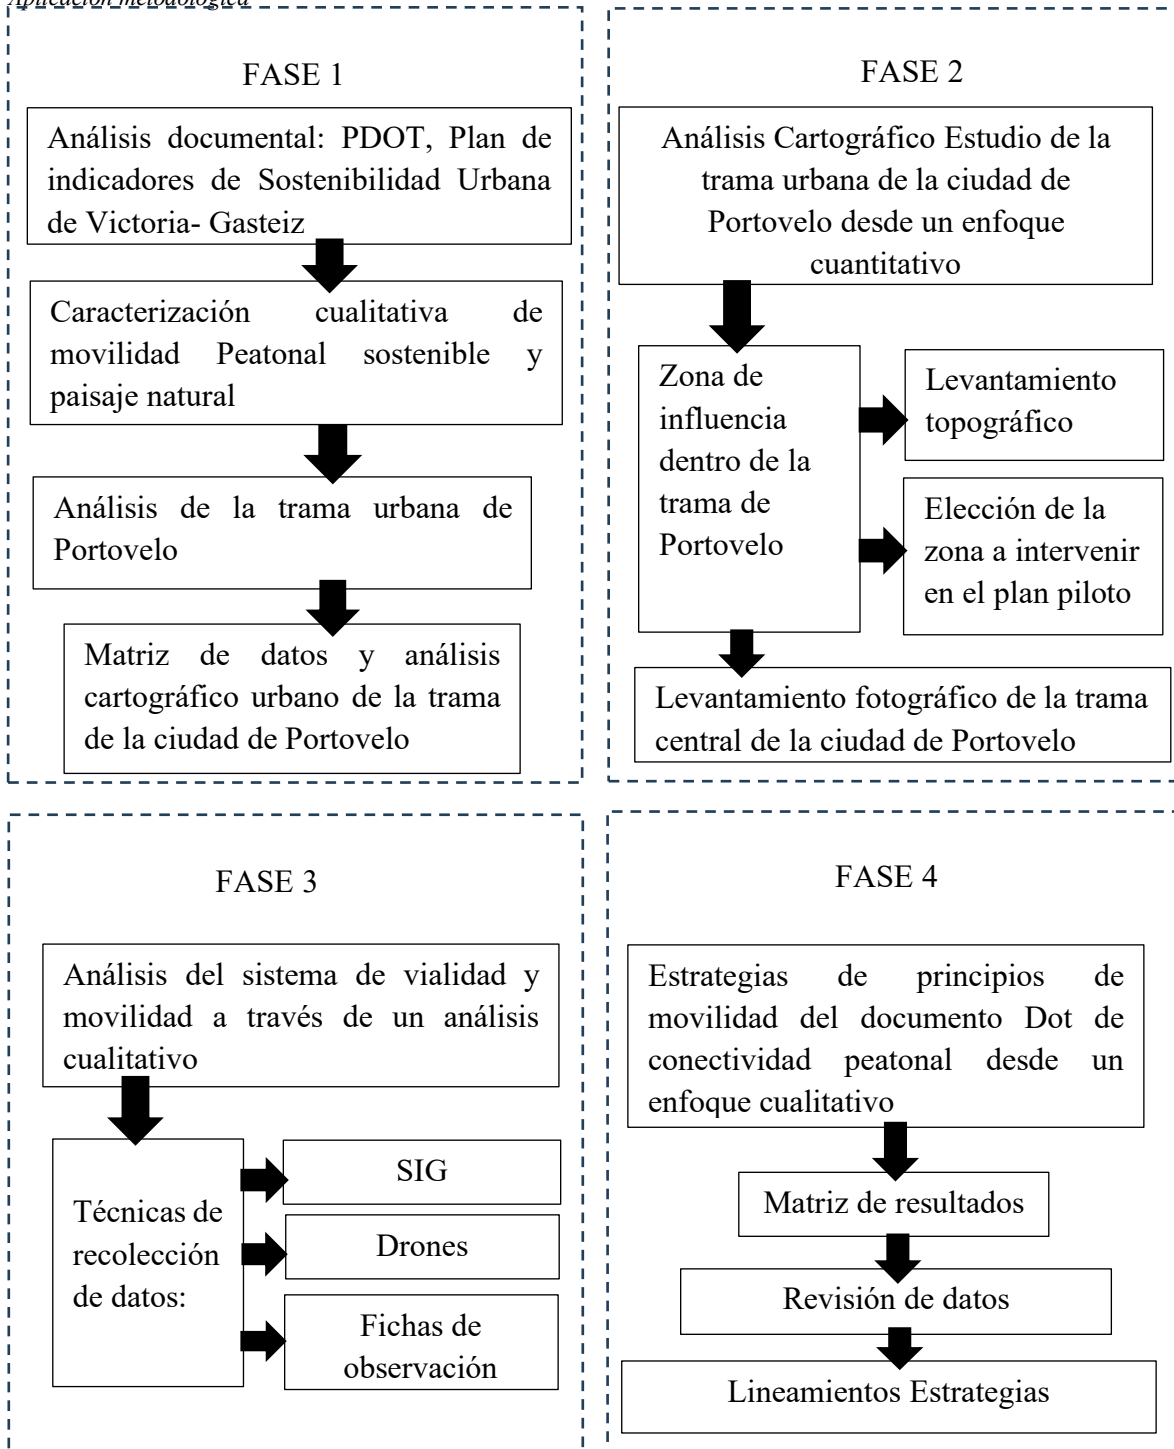 Aplicación metodológica
FASE 1
Análisis documental: PDOT, Plan de
indicadores de Sostenibilidad Urbana
de Victoria- Gasteiz
Caracterización cualitativa de
movilidad Peatonal sostenible y
paisaje natural
Análisis de la trama urbana de
Portovelo
Matriz de datos y análisis
cartográfico urbano de la trama
de la ciudad de Portovelo
FASE 2
Análisis Cartográfico Estudio de la
trama urbana de la ciudad de
Portovelo desde un enfoque
cuantitativo
Zona de
influencia
dentro de la
trama de
Portovelo
Levantamiento
topográfico
Elección de la
zona a intervenir
en el plan piloto
Levantamiento fotográfico de la trama
central de la ciudad de Portovelo
FASE 3
Análisis del sistema de vialidad y
movilidad a través de un análisis
cualitativo
Técnicas de
recolección
de datos:
SIG
Drones
Fichas de
observación
FASE 4
Estrategias de principios de
movilidad del documento Dot de
conectividad peatonal desde un
enfoque cualitativo
Matriz de resultados
Revisión de datos
Lineamientos Estrategias